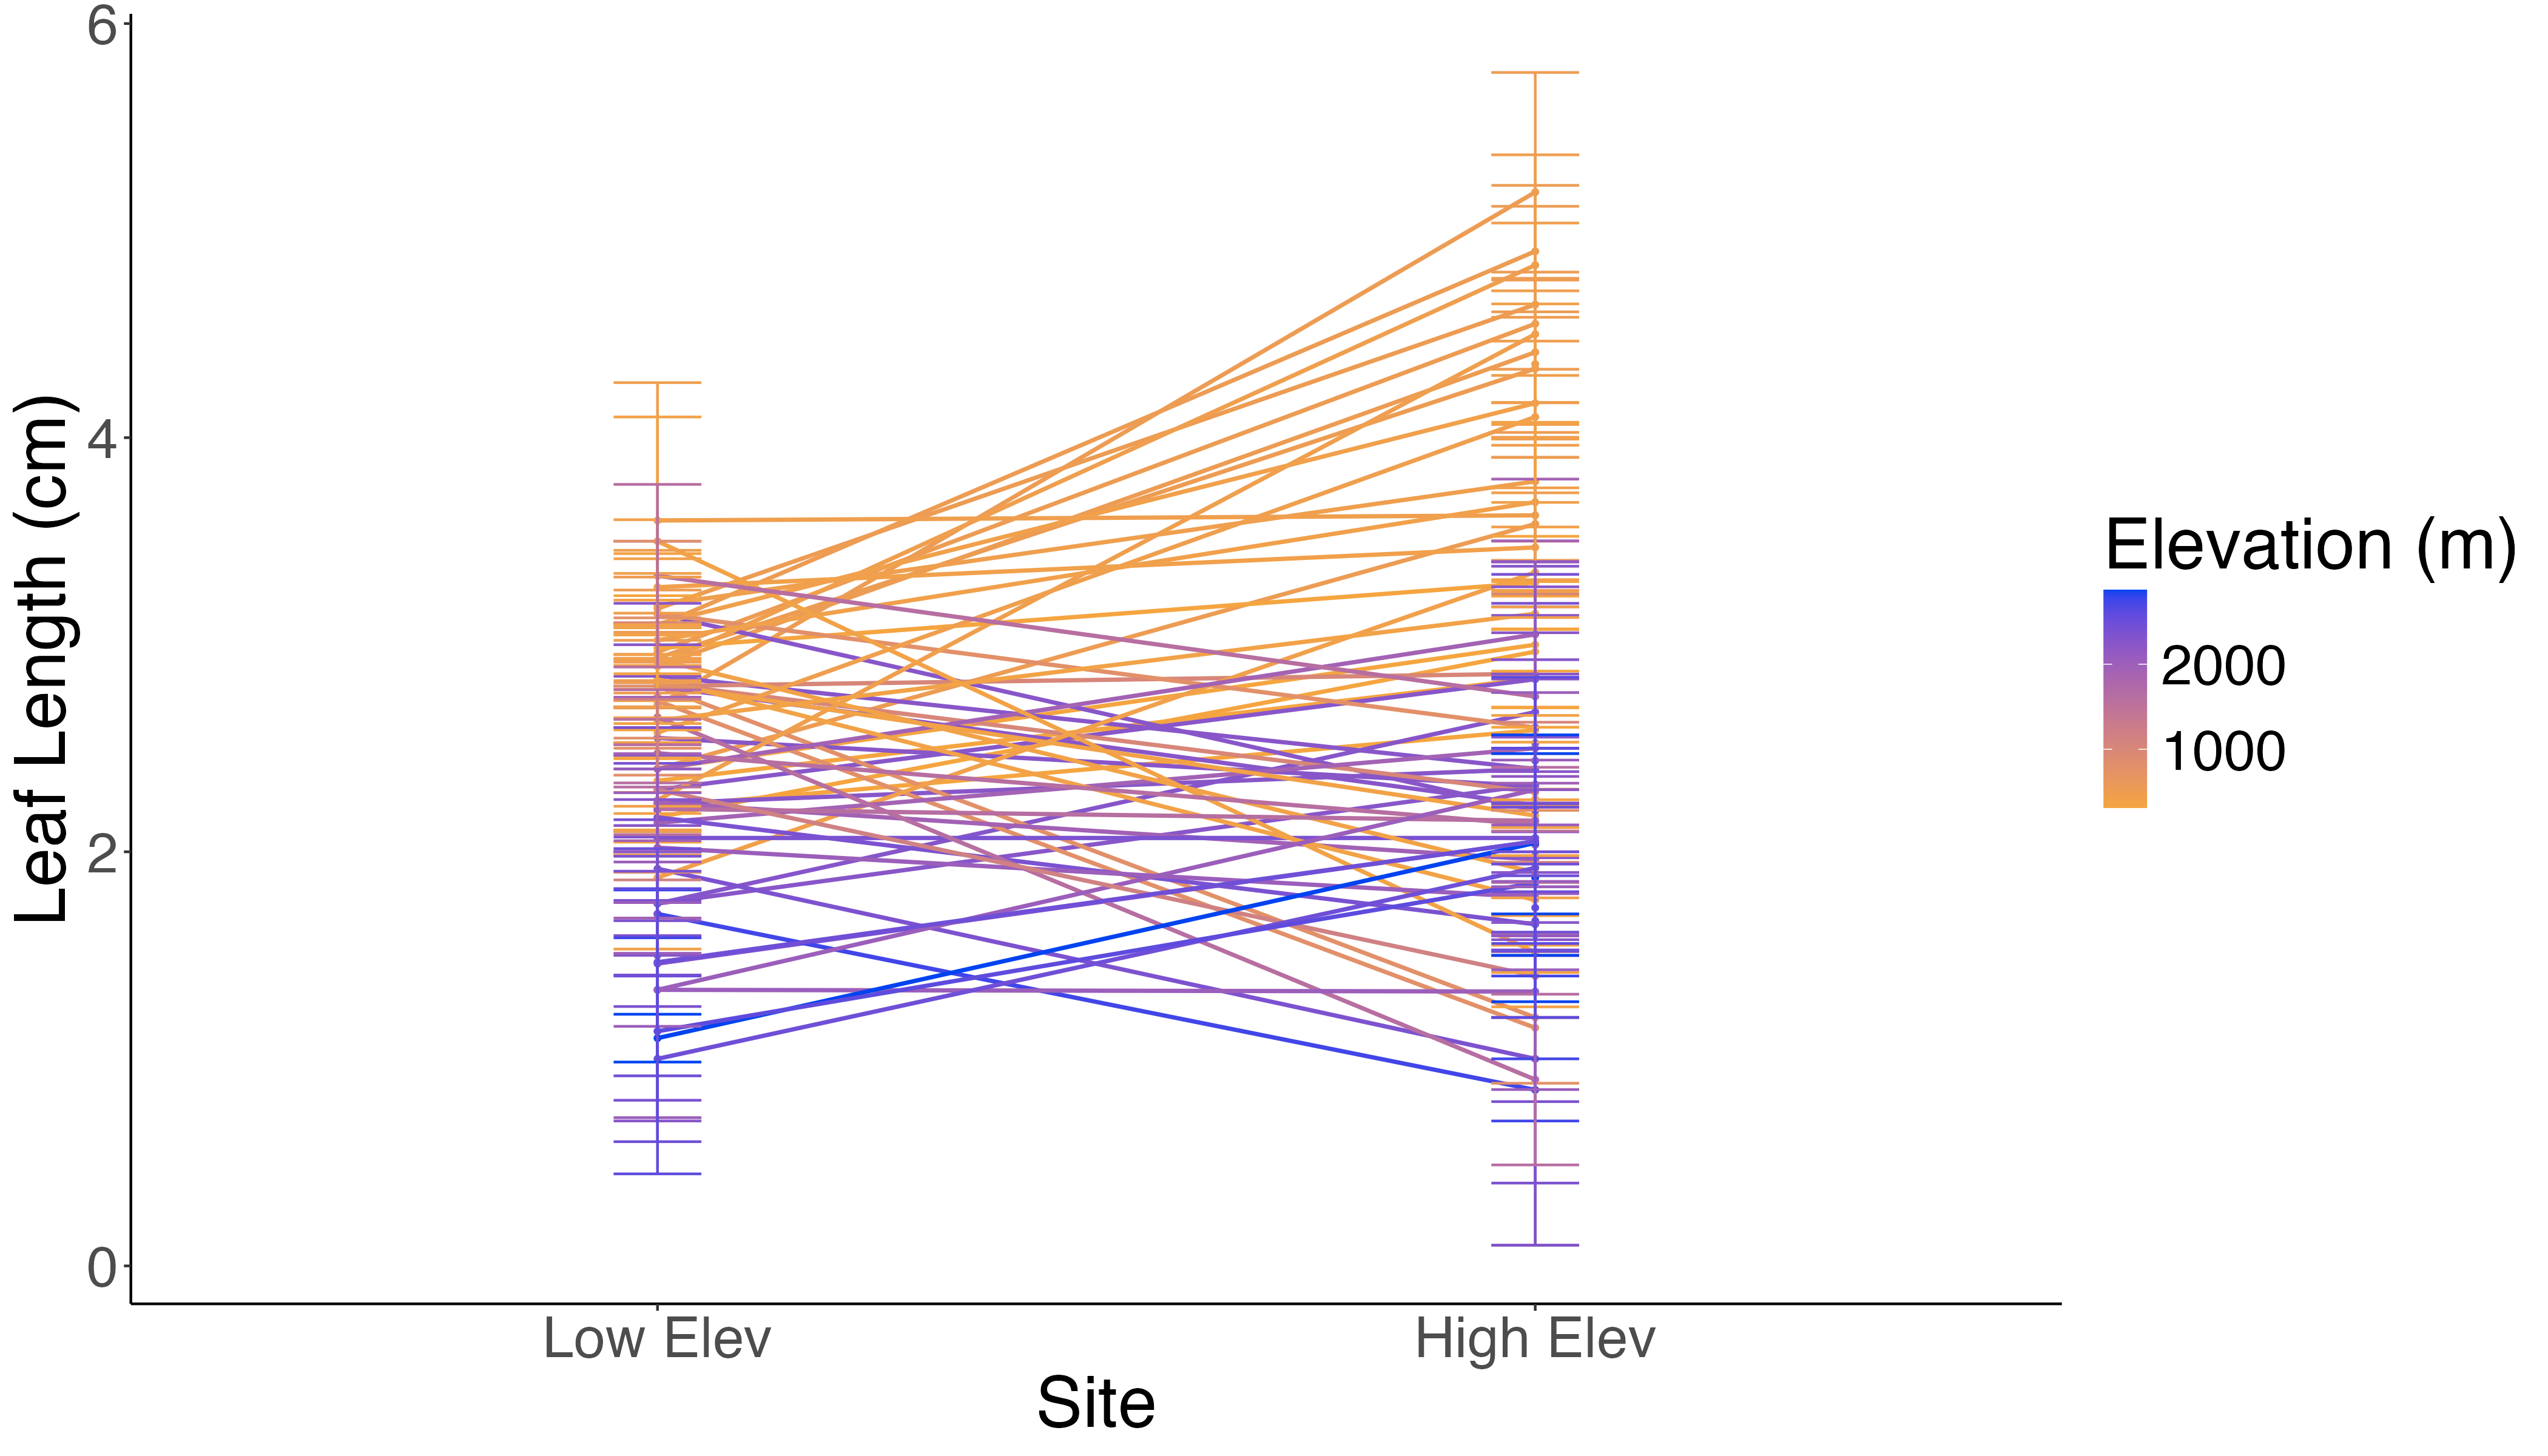 6
4
2
0
Leaf Length (cm)
Low Elev
High Elev
Site
Elevation (m)
2000
1000